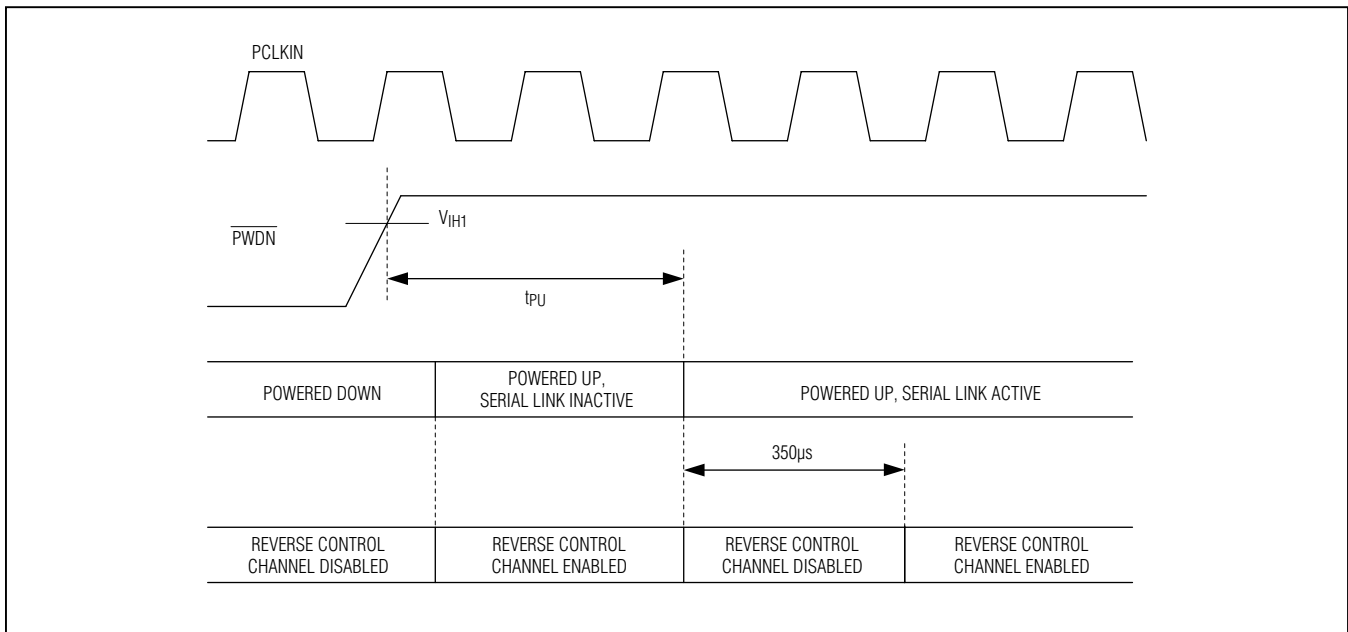 PCLKIN
VIH1
PWDN
tPU
POWERED DOWN
POWERED UP,
SERIAL LINK INACTIVE
POWERED UP, SERIAL LINK ACTIVE
350µs
REVERSE CONTROL
CHANNEL DISABLED
REVERSE CONTROL
CHANNEL ENABLED
REVERSE CONTROL
CHANNEL DISABLED
REVERSE CONTROL
CHANNEL ENABLED